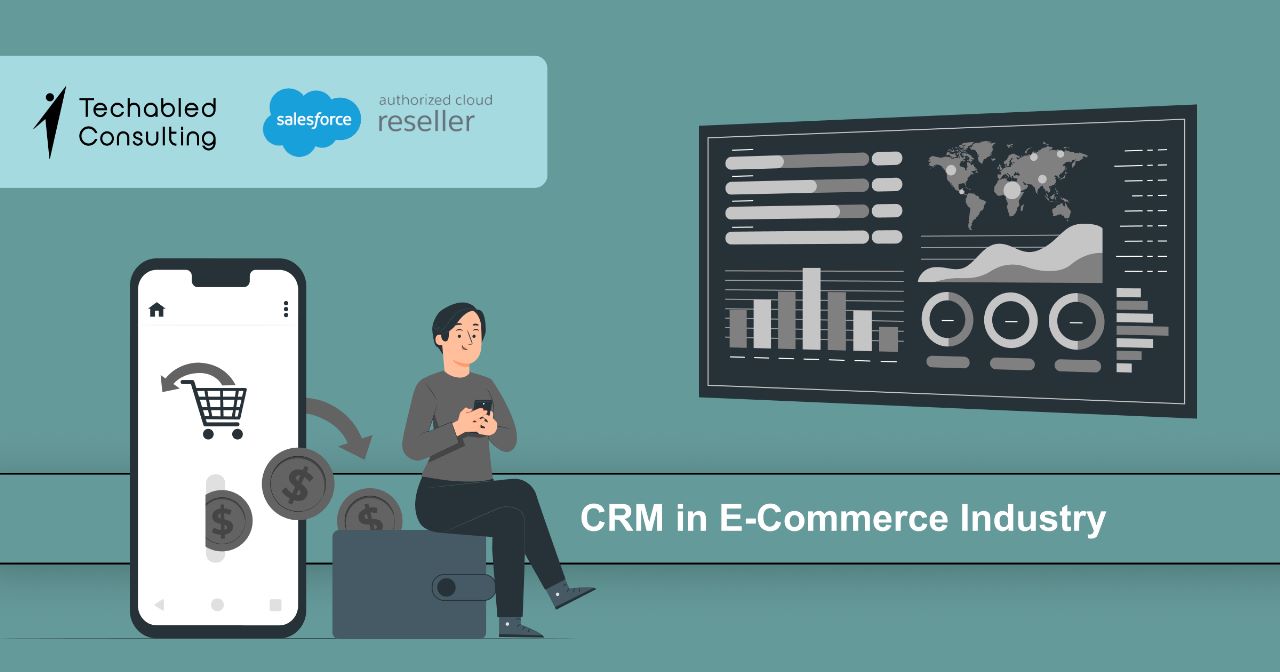 Techabled
Consulting
salesforce
authorized cloud
reseller
$
$
$
CRM in E-Commerce Industry